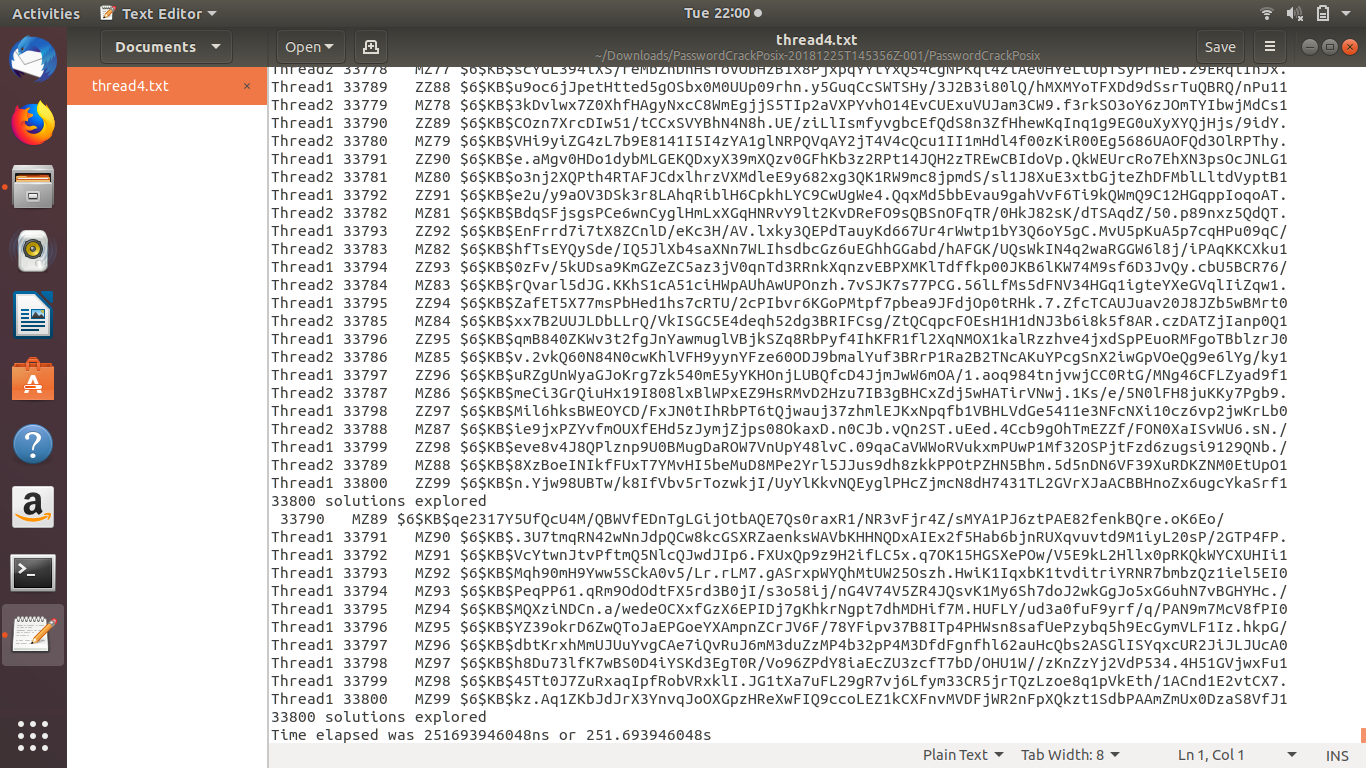 Activities
Text Editor
Tue 22:00
Documents
Open
thread4.txt
~/Downloads/PasswordCrackPosix-20181225T145356Z-001/PasswordCrackPosix
Save
thread4.txt ×
Thread2 33778 MZ77
Thread1 33789 ZZ88 $6$KB$u9oc6jJpetHtted5gOSbx0M0UUp09rhn.y5GuqCcSWTSHy/3J2B3i80lQ/hMXMYoTFXDd9dSsrTuQBRQ/nPu11
Thread2 33779 MZ78 $6$KB$3kDvlwx7Z0XhfHAgyNxcC8WmEgjjS5TIp2aVXPYvhO14EvCUExuVUJam3CW9.f3rkSO3oY6zJOmTYIbwjMdCs1
Thread1 33790 ZZ89 $6$KB$COzn7XrcDIw51/tCCxSVYBhN4N8h.UE/ziLlIsmfyvgbcEfQdS8n3ZfHhewKqInq1g9EG0uXyXYQjHjs/9idY.
Thread2 33780 MZ79 $6$KB$VHi9yiZG4zL7b9E8141I5I4zYA1glNRPQVqAY2jT4V4cQcu1II1mHdl4f00zKiR00Eg5686UAOFQd3OlRPThy.
Thread1 33791 ZZ90 $6$KB$e.aMgv0HDo1dybMLGEKQDxyX39mXQzv0GFhKb3z2RPt14JQH2zTREwCBIdoVp.QkWEUrcRo7EhXN3psOcJNLG1
Thread2 33781 MZ80 $6$KB$o3nj2XQPth4RTAFJCdxlhrzVXMdleE9y682xg3QK1RW9mc8jpmdS/sl1J8XuE3xtbGjteZhDFMblLltdVyptB1
Thread1 33792 ZZ91 $6$KB$e2u/y9aOV3DSk3r8LAhqRiblH6CpkhLYC9CwUgWe4.QqxMd5bbEvau9gahVvF6Ti9kQWmQ9C12HGqppIoqoAT.
Thread2 33782 MZ81 $6$KB$BdqSFjsgsPCe6wnCyglHmLxXGqHNRvY9lt2KvDReFO9sQBSnOFqTR/0HkJ82sK/dTSAqdZ/50.p89nxz5QdQT.
Thread1 33793 ZZ92 $6$KB$EnFrrd7i7tX8ZCnlD/eKc3H/AV.lxky3QEPdTauyKd667Ur4rWwtp1bY3Q6oY5gC.MvU5pKuA5p7cqHPu09qC/
Thread2 33783 MZ82 $6$KB$hfTsEYQySde/IQ5JlXb4saXNn7WLIhsdbcGz6uEGhhGGabd/hAFGK/UQsWkIN4q2waRGGW6l8j/iPAqKKCXku1
Thread1 33794 ZZ93 $6$KB$0zFv/5kUDsa9KmGZeZC5az3jV0qnTd3RRnkXqnzvEBPXMKlTdffkp00JKB6lKW74M9sf6D3JvQy.cbU5BCR76/
Thread2 33784 MZ83 $6$KB$rQvarl5dJG.KKhS1cA51ciHWpAUhAwUPOnzh.7vSJK7s77PCG.56lLfMs5dFNV34HGq1igteYXeGVqlIiZqw1.
Thread1 33795 ZZ94 $6$KB$ZafET5X77msPbHed1hs7cRTU/2cPIbvr6KGoPMtpf7pbea9JFdjOp0tRHk.7.ZfcTCAUJuav20J8JZb5wBMrt0
Thread2 33785 MZ84 $6$KB$xx7B2UUJLDbLLrQ/VkISGC5E4deqh52dg3BRIFCsg/ZtQCqpcFOEsH1H1dNJ3b6i8k5f8AR.czDATZjIanp0Q1
Thread1 33796 ZZ95 $6$KB$qmB840ZKWv3t2fgJnYawmuglVBjkSZq8RbPyf4IhKFR1fl2XqNMOX1kalRzzhve4jxdSpPEuoRMFgoTBblzrJ0
Thread2 33786 MZ85 $6$KB$v.2vkQ60N84N0cwKhlVFH9yynYFze60ODJ9bmalYuf3BRrP1Ra2B2TNcAKuYPcgSnX2iwGpVOeQg9e6lYg/ky1
Thread1 33797 ZZ96 $6$KB$uRZgUnWyaGJoKrg7zk540mE5yYKHOnjLUBQfcD4JjmJwW6mOA/1.aoq984tnjvwjCC0RtG/MNg46CFLZyad9f1
Thread2 33787 MZ86 $6$KB$meCi3GrQiuHx19I808lxBlWPxEZ9HsRMvD2Hzu7IB3gBHCxZdj5wHATirVNwj.1Ks/e/5N0lFH8juKKy7Pgb9.
Thread1 33798 ZZ97 $6$KB$Mil6hksBWEOYCD/FxJN0tIhRbPT6tQjwauj37zhmlEJKxNpqfb1VBHLVdGe5411e3NFcNXi10cz6vp2jwKrLb0
Thread2 33788 MZ87 $6$KB$ie9jxPZYvfmOUXfEHd5zJymjZjps08OkaxD.n0CJb.vQn2ST.uEed.4Ccb9gOhTmEZZf/FON0XaISvWU6.sN./
Thread1 33799 ZZ98 $6$KB$eve8v4J8QPlznp9U0BMugDaROW7VnUpY48lvC.09qaCaVWWoRVukxmPUwP1Mf32OSPjtFzd6zugsi9129QNb./
Thread2 33789 MZ88 $6$KB$8XzBoeINIkfFUxT7YMvHI5beMuD8MPe2Yrl5JJus9dh8zkkPPOtPZHN5Bhm.5d5nDN6VF39XuRDKZNM0EtUpO1
Thread1 33800 ZZ99 $6$KB$n.Yjw98UBTw/k8IfVbv5rTozwkjI/UyYlKkvNQEyglPHcZjmcN8dH7431TL2GVrXJaACBBHnoZx6ugcYkaSrf1
33800 solutions explored
33790 MZ89 $6$KB$qe2317Y5UfQcU4M/QBWVfEDnTgLGijOtbAQE7Qs0raxR1/NR3vFjr4Z/sMYA1PJ6ztPAE82fenkBQre.oK6Eo/
Thread1 33791 MZ90 $6$KB$.3U7tmqRN42wNnJdpQCw8kcGSXRZaenksWAVbKHHNQDxAIEx2f5Hab6bjnRUXqvuvtd9M1iyL20sP/2GTP4FP.
Thread1 33792 MZ91 $6$KB$VcYtwnJtvPftmQ5NlcQJwdJIp6.FXUxQp9z9H2ifLC5x.q7OK15HGSXePOw/V5E9kL2Hllx0pRKQkWYCXUHIi1
Thread1 33793 MZ92 $6$KB$Mqh90mH9Yww5SCkA0v5/Lr.rLM7.gASrxpWYQhMtUW25Oszh.HwiK1IqxbK1tvditriYRNR7bmbzQz1iel5EI0
Thread1 33794 MZ93 $6$KB$PeqPP61.qRm9OdOdtFX5rd3B0jI/s3o58ij/nG4V74V5ZR4JQsvK1My6Sh7doJ2wkGgJo5xG6uhN7vBGHYHc./
Thread1 33795 MZ94 $6$KB$MQXziNDCn.a/wedeOCXxfGzX6EPIDj7gKhkrNgpt7dhMDHif7M.HUFLY/ud3a0fuF9yrf/q/PAN9m7McV8fPI0
Thread1 33796 MZ95 $6$KB$YZ39okrD6ZwQToJaEPGoeYXADUnZCrJV6F/78YFipy37B8ITp4PHWsn8safUePzybq5h9EcGymVLF1Iz.hkpG/
Thread1 33797 MZ96 $6$KB$dbtKrxhMmUJUuYvgCAe7iQvRuJ6mM3duZzMP4b32pP4M3DfdFgnfhl62auHcQbs2ASGlISYqxcUR2JiJLJUcA0
Thread1 33798 MZ97 $6$KB$h8Du73lfK7wBS0D4iYSKd3EgT0R/Vo96ZPdY8iaEcZU3zcfT7bD/OHU1W//zKnZzYj2VdP534.4H51GVjwxFu1
Thread1 33799 MZ98 $6$KB$45Tt0J7ZuRxaqIpfRobVRxklI.JG1tXa7uFL29gR7vj6Lfym33CR5jrTQzLzoe8q1pVkEth/1ACnd1E2vtCX7.
Thread1 33800 MZ99 $6$KB$kz.Aq1ZKbJdJrX3YnvqJoOXGpzHReXwFIQ9ccoLEZ1kCXFnvMVDFjWR2nFpXQkzt1SdbPAAmZmUx0DzaS8VfJ1
33800 solutions explored
Time elapsed was 251693946048ns or 251.693946048s
Plain Text
Tab Width: 8
Ln 1, Col 1
INS